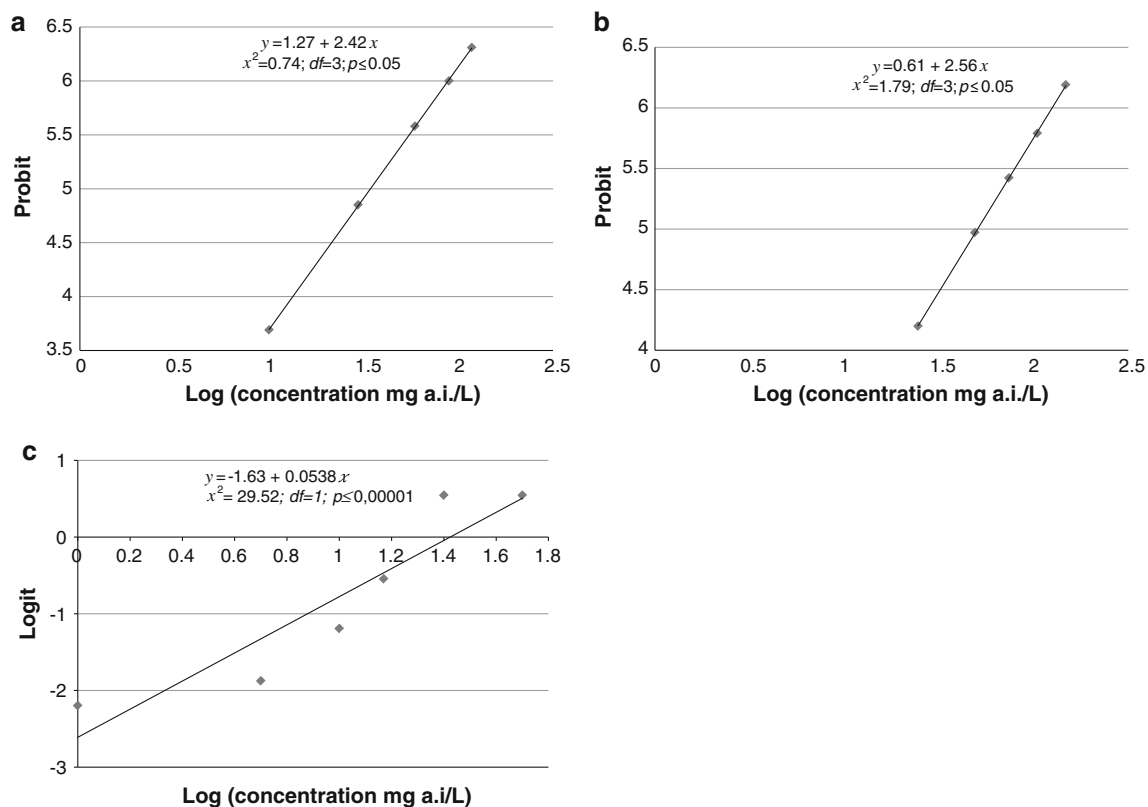 a
6.5
6
5.5
5
4.5
4
3.5
Probit
y=1.27 + 2.42 x
x²=0.74; df=3; p≤0.05
0 0.5 1 1.5 2 2.5
Log (concentration mg a.i./L)
b
6.5
6
5.5
5
4.5
4
Probit
y=0.61 + 2.56 x
x²=1.79; df=3; p≤0.05
0 0.5 1 1.5 2 2.5
Log (concentration mg a.i./L)
c
1
0
-1
-2
-3
Logit
y=-1.63 + 0.0538 x
x²= 29.52; df=1; p≤0,00001
0 0.2 0.4 0.6 0.8 1 1.2 1.4 1.6 1.8
Log (concentration mg a.i/L)